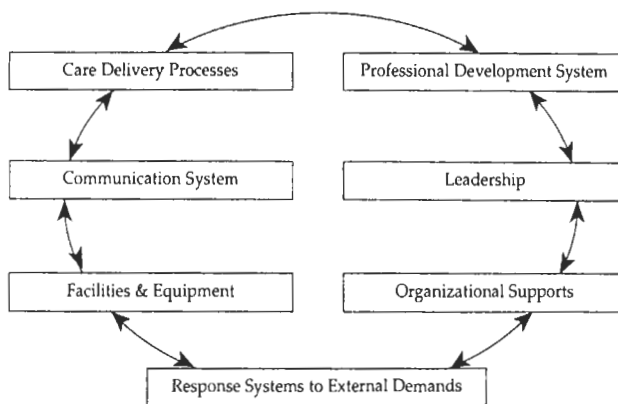 Care Delivery Processes
Professional Development System
Communication System
Leadership
Facilities & Equipment
Organizational Supports
Response Systems to External Demands